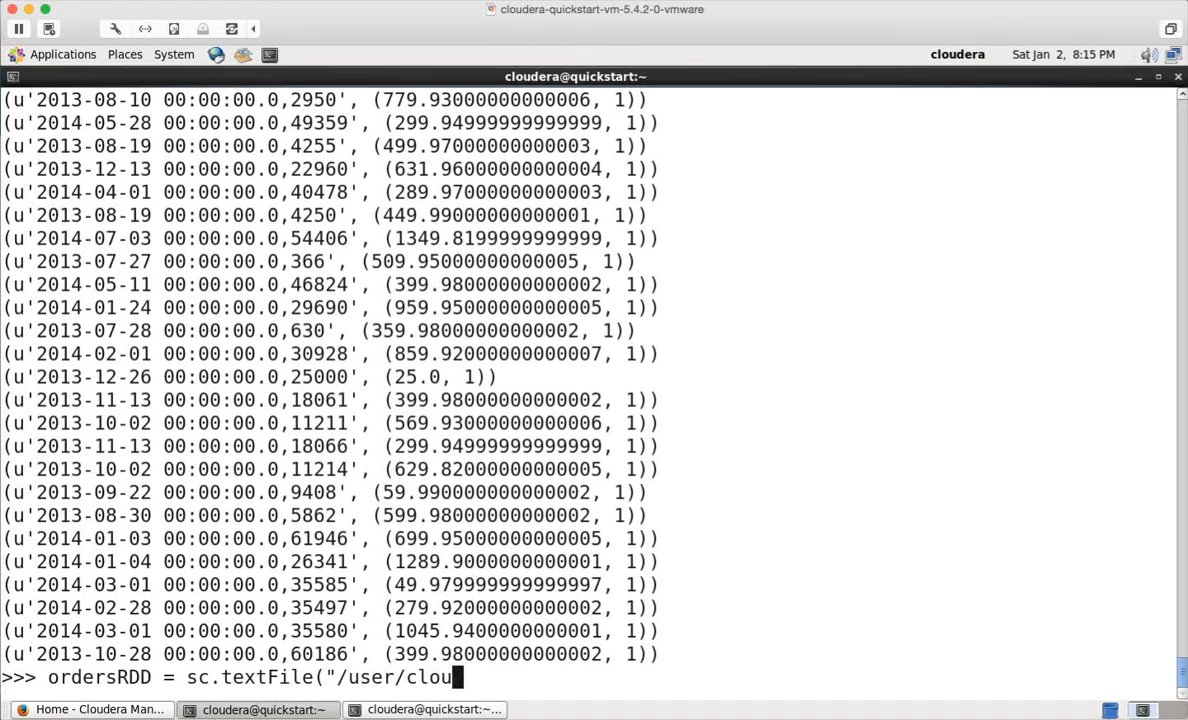 cloudera-quickstart-vm-5.4.2-0-vmware
Applications Places System cloudera Sat Jan 2, 8:15 PM
cloudera@quickstart:~
(u'2013-08-10 00:00:00.0,2950', (779.93000000000006, 1))
(u'2014-05-28 00:00:00.0,49359', (299.94999999999999, 1))
(u'2013-08-19 00:00:00.0,4255', (499.97000000000003, 1))
(u'2013-12-13 00:00:00.0,22960', (631.96000000000004, 1))
(u'2014-04-01 00:00:00.0,40478', (289.97000000000003, 1))
(u'2013-08-19 00:00:00.0,4250', (449.99000000000001, 1))
(u'2014-07-03 00:00:00.0,54406', (1349.8199999999999, 1))
(u'2013-07-27 00:00:00.0,366', (509.95000000000005, 1))
(u'2014-05-11 00:00:00.0,46824', (399.98000000000002, 1))
(u'2014-01-24 00:00:00.0,29690', (959.95000000000005, 1))
(u'2013-07-28 00:00:00.0,630', (359.98000000000002, 1))
(u'2014-02-01 00:00:00.0,30928', (859.92000000000007, 1))
(u'2013-12-26 00:00:00.0,25000', (25.0, 1))
(u'2013-11-13 00:00:00.0,18061', (399.98000000000002, 1))
(u'2013-10-02 00:00:00.0,11211', (569.93000000000006, 1))
(u'2013-11-13 00:00:00.0,18066', (299.94999999999999, 1))
(u'2013-10-02 00:00:00.0,11214', (629.82000000000005, 1))
(u'2013-09-22 00:00:00.0,9408', (59.990000000000002, 1))
(u'2013-08-30 00:00:00.0,5862', (599.98000000000002, 1))
(u'2014-01-03 00:00:00.0,61946', (699.95000000000005, 1))
(u'2014-01-04 00:00:00.0,26341', (1289.9000000000001, 1))
(u'2014-03-01 00:00:00.0,35585', (49.979999999999997, 1))
(u'2014-02-28 00:00:00.0,35497', (279.92000000000002, 1))
(u'2014-03-01 00:00:00.0,35580', (1045.9400000000001, 1))
(u'2013-10-28 00:00:00.0,60186', (399.98000000000002, 1))
>>> ordersRDD = sc.textFile("/user/clou
Home - Cloudera Man... cloudera@quickstart:~ cloudera@quickstart:~...